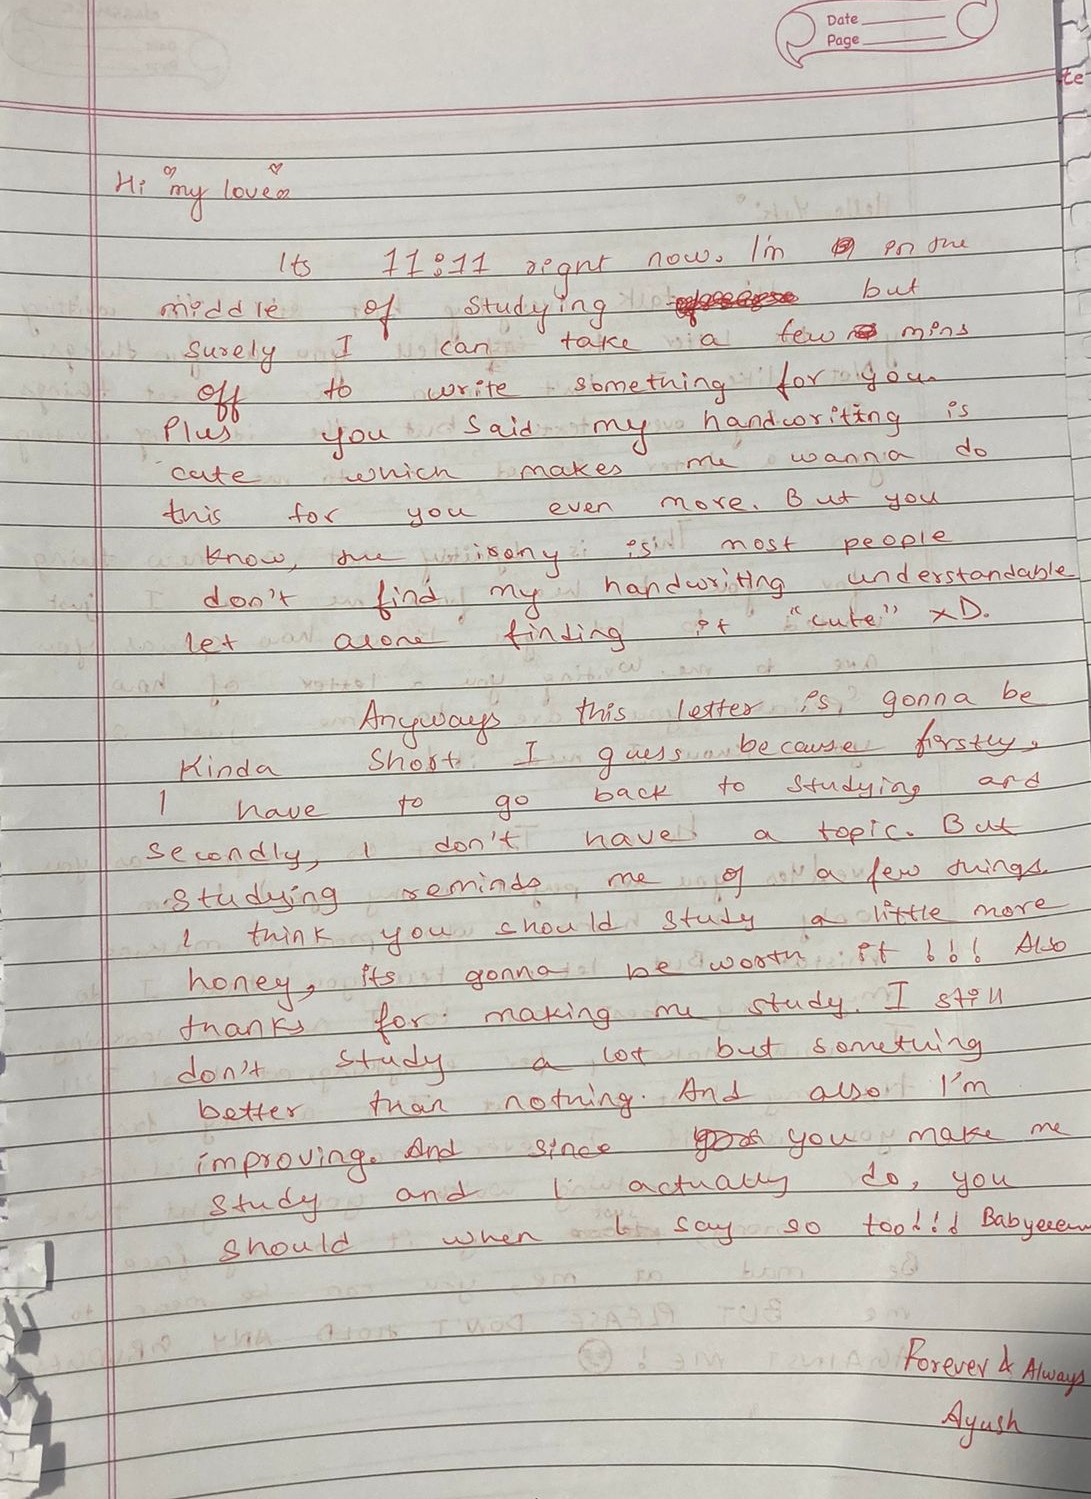 Date
Page
te
Hi my love
Its 11:11 right now. I'm in the
middle of studying but
surely I can take a few mins
off to write something for you.
Plus you said my handwriting is
cute which makes me wanna do
this for you even more. But you
know, the irony is most people
don't find my handwriting understandable
let alone finding it "cute" xD.
Anyways this letter is gonna be
kinda short I guess because firstly,
I have to go back to studying and
secondly, I don't have a topic. But
studying reminds me of a few things.
I think you should study a little more
honey, its gonna be worth it!!! Also
thanks for making me study. I still
don't study a lot but something
better than nothing. And also I'm
improving. And since you make me
study and I actually do, you
should when I say so too!!! Babyeeee
Forever & Always
Ayush